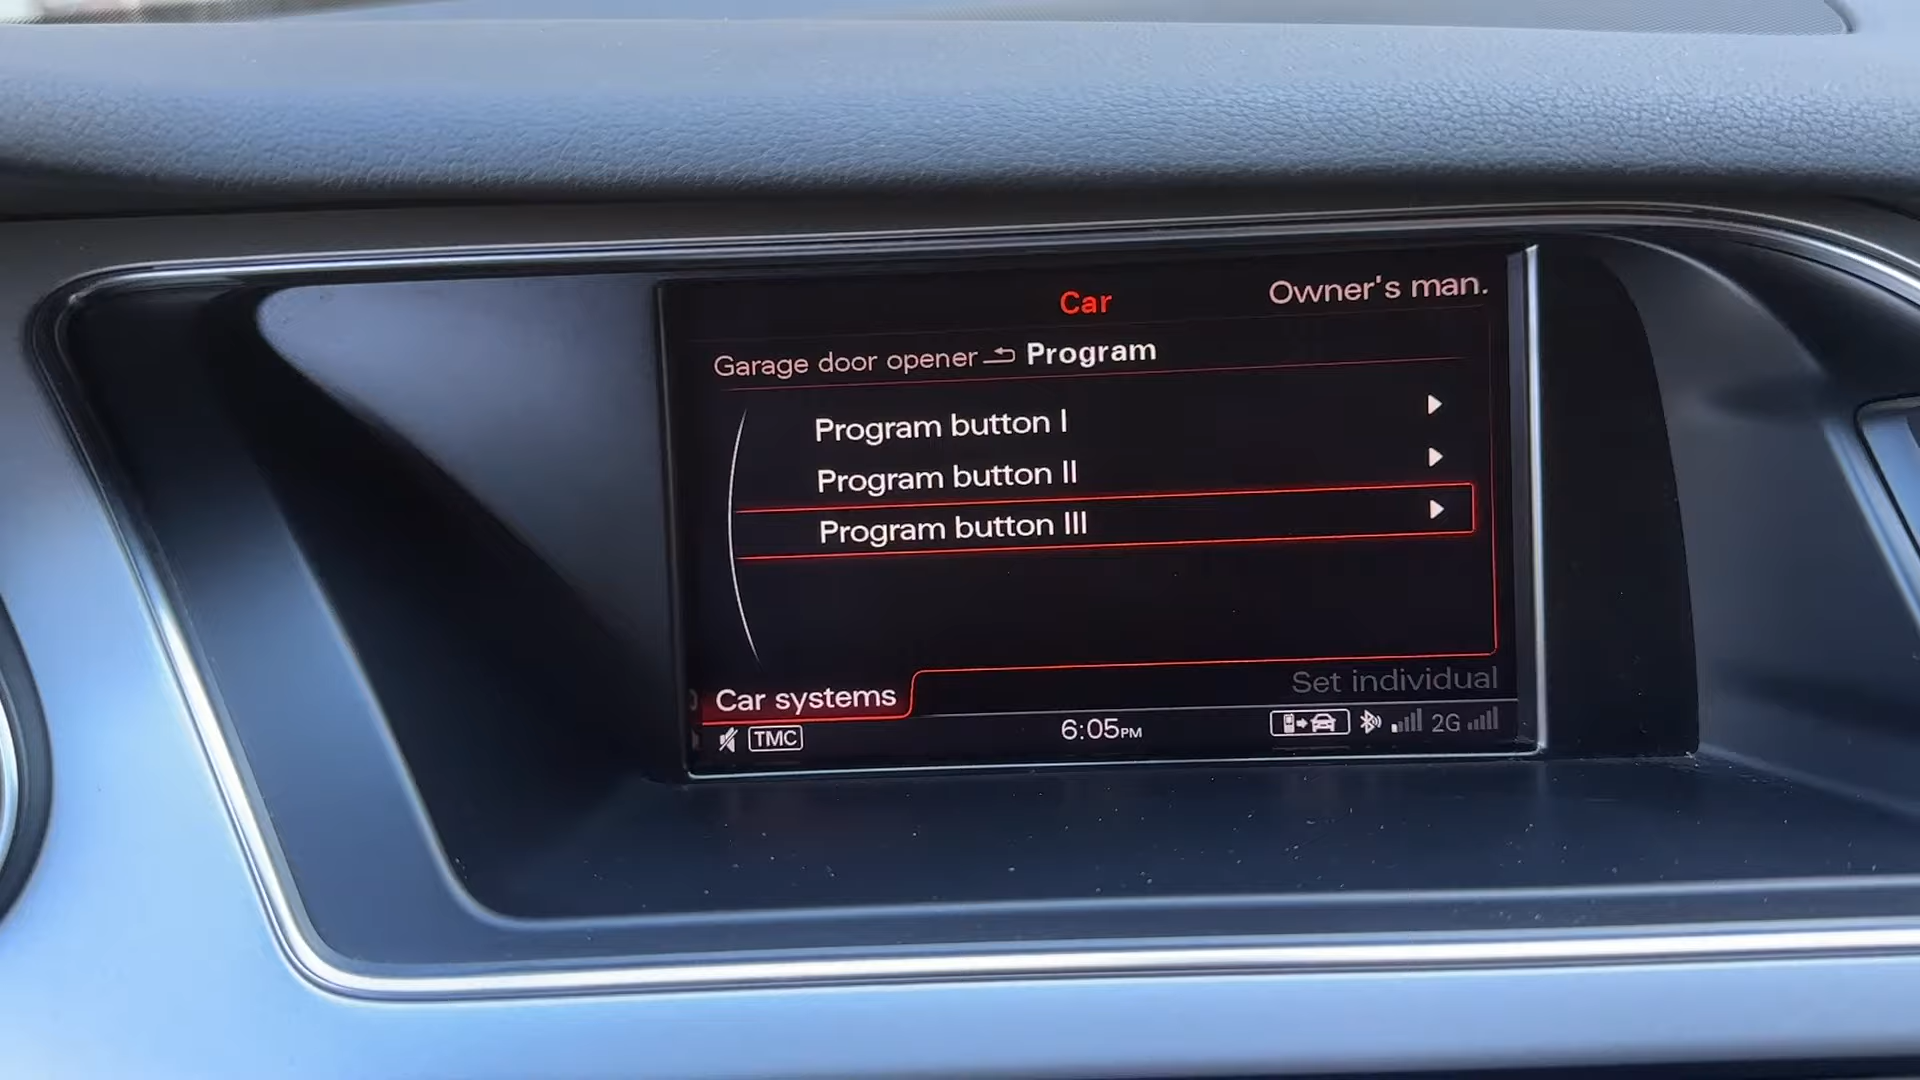 Car
Owner's man.
Garage door opener Program
Program button I
Program button II
Program button III
Car systems
Set individual
TMC
6:05PM
2G